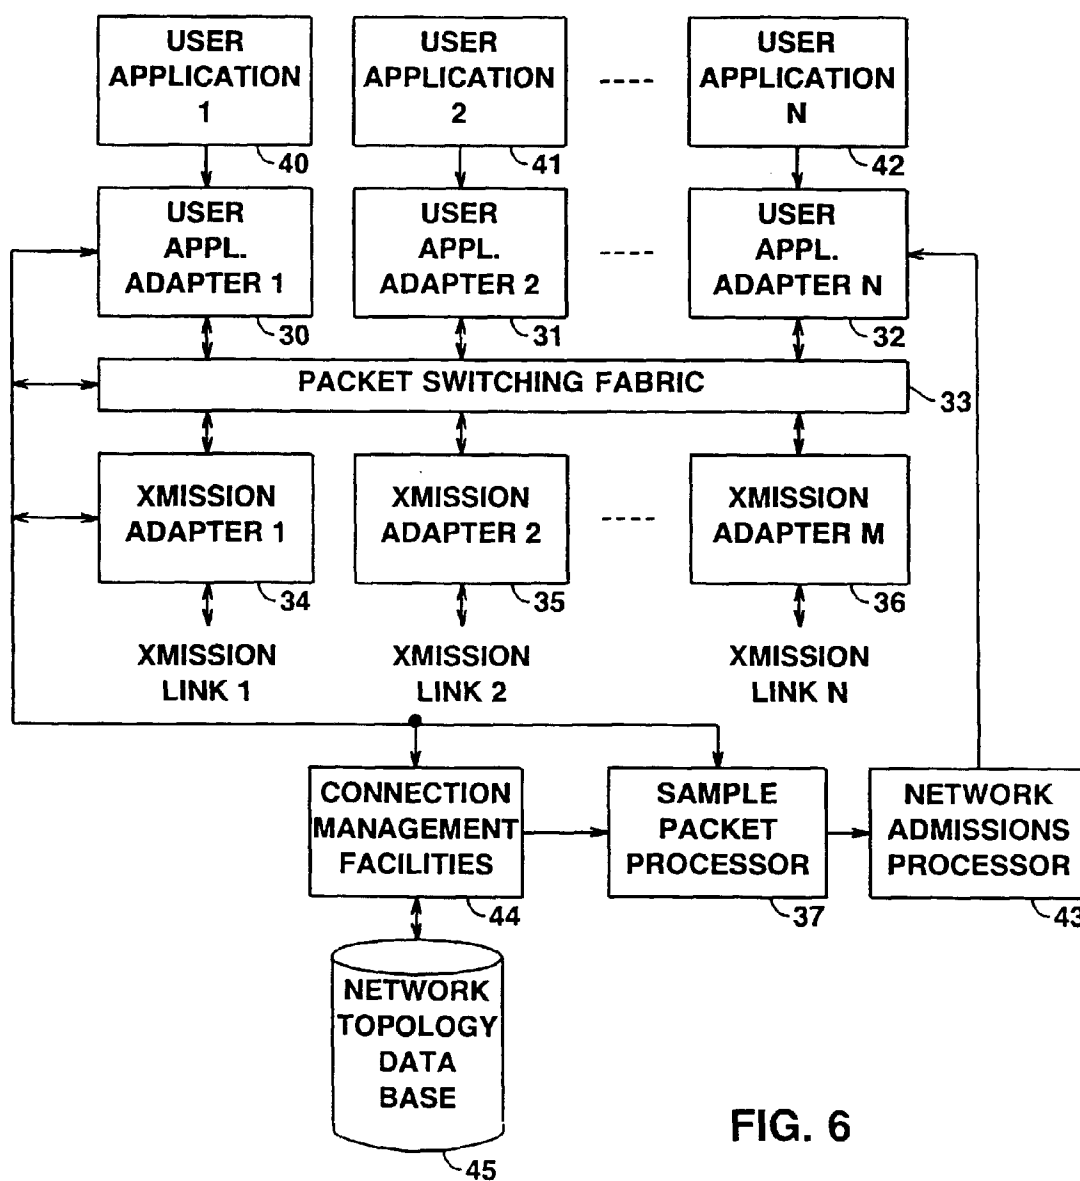 USER
APPLICATION
1
40
USER
APPLICATION
2
41
USER
APPLICATION
N
42
USER
APPL.
ADAPTER 1
30
USER
APPL.
ADAPTER 2
31
USER
APPL.
ADAPTER N
32
PACKET SWITCHING FABRIC
33
XMISSION
ADAPTER 1
34
XMISSION
ADAPTER 2
35
XMISSION
ADAPTER M
36
XMISSION
LINK 1
XMISSION
LINK 2
XMISSION
LINK N
CONNECTION
MANAGEMENT
FACILITIES
44
SAMPLE
PACKET
PROCESSOR
37
NETWORK
ADMISSIONS
PROCESSOR
43
NETWORK
TOPOLOGY
DATA
BASE
45
FIG. 6